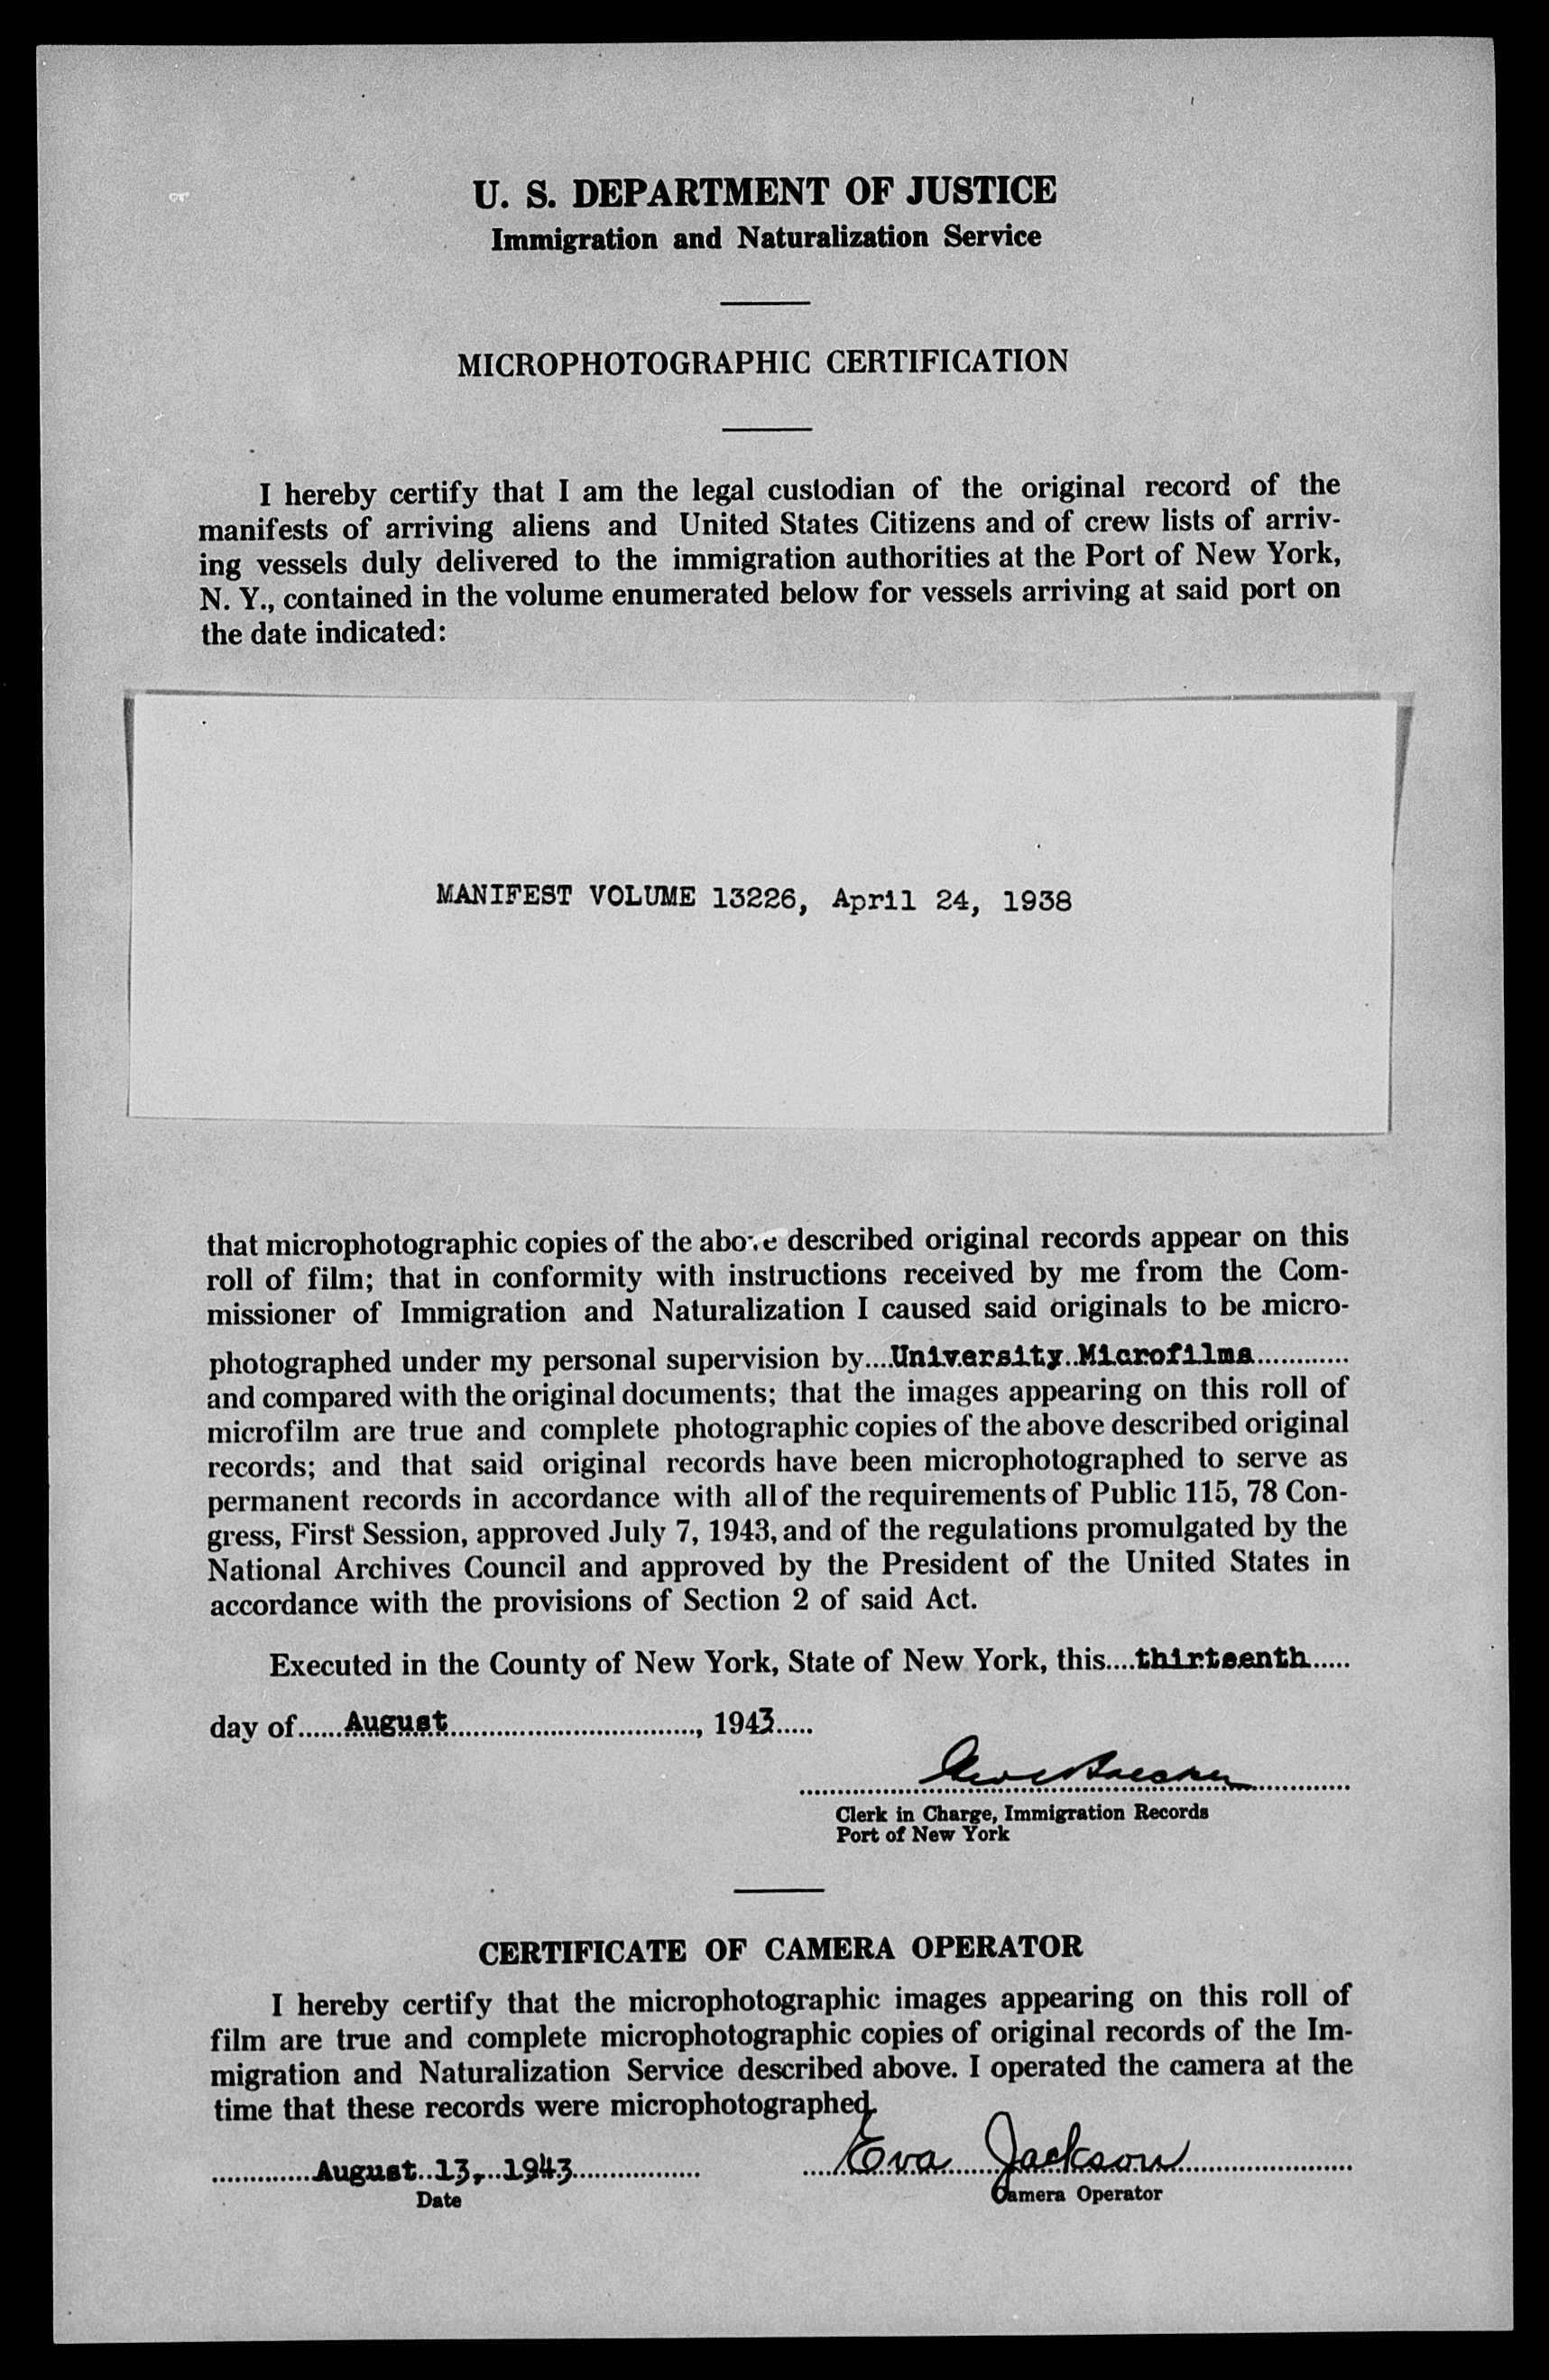 U. S. DEPARTMENT OF JUSTICE
Immigration and Naturalization Service
MICROPHOTOGRAPHIC CERTIFICATION
I hereby certify that I am the legal custodian of the original record of the
manifests of arriving aliens and United States Citizens and of crew lists of arriv-
ing vessels duly delivered to the immigration authorities at the Port of New York,
N. Y., contained in the volume enumerated below for vessels arriving at said port on
the date indicated:
MANIFEST VOLUME 13226, April 24, 1938
that microphotographic copies of the above described original records appear on this
roll of film; that in conformity with instructions received by me from the Com-
missioner of Immigration and Naturalization I caused said originals to be micro-
photographed under my personal supervision by....University Microfilms............
and compared with the original documents; that the images appearing on this roll of
microfilm are true and complete photographic copies of the above described original
records; and that said original records have been microphotographed to serve as
permanent records in accordance with all of the requirements of Public 115, 78 Con-
gress, First Session, approved July 7, 1943, and of the regulations promulgated by the
National Archives Council and approved by the President of the United States in
accordance with the provisions of Section 2 of said Act.
Executed in the County of New York, State of New York, this....thirteenth.....
day of......August................................., 1943.....
Clerk in Charge, Immigration Records
Port of New York
CERTIFICATE OF CAMERA OPERATOR
I hereby certify that the microphotographic images appearing on this roll of
film are true and complete microphotographic copies of original records of the Im-
migration and Naturalization Service described above. I operated the camera at the
time that these records were microphotographed.
August 13, 1943 Eva Jackson
Date Camera Operator